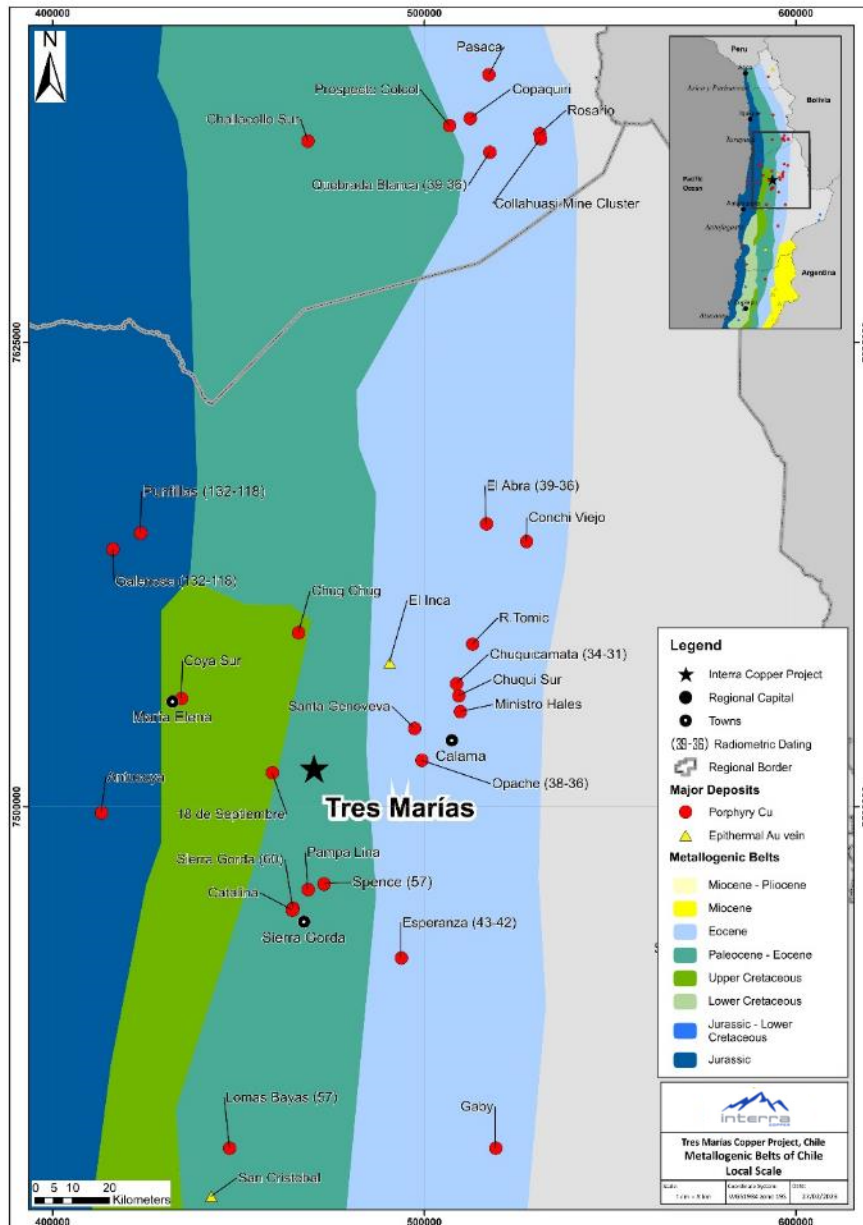 400000
500000
600000
N
Pasaca
Prospecto Colcol
Copaquiri
Challacollo Sur
Rosario
Quebrada Blanca (39-36)
Collahuasi Mine Cluster
Peru
Bolivia
Pacific
Ocean
Argentina
7625000
Puntillas (132-118)
Galenosa (132-118)
El Abra (39-36)
Conchi Viejo
Chug Chug
El Inca
R.Tomic
Coya Sur
Chuquicamata (34-31)
Chuqui Sur
Maria Elena
Santa Genoveva
Ministro Hales
Calama
Antucoya
Opache (38-36)
18 de Septiembre
Tres Marías
7500000
Sierra Gorda (60)
Pampa Lina
Spence (57)
Catalina
Sierra Gorda
Esperanza (43-42)
Lomas Bayas (57)
Gaby
San Cristobal
0 5 10 20
Kilometers
400000
500000
Legend
Interra Copper Project
Regional Capital
Towns
(39-36) Radiometric Dating
Regional Border
Major Deposits
Porphyry Cu
Epithermal Au vein
Metallogenic Belts
Miocene - Pliocene
Miocene
Eocene
Paleocene - Eocene
Upper Cretaceous
Lower Cretaceous
Jurassic - Lower
Cretaceous
Jurassic
interra
COPPER
Tres Marías Copper Project, Chile
Metallogenic Belts of Chile
Local Scale